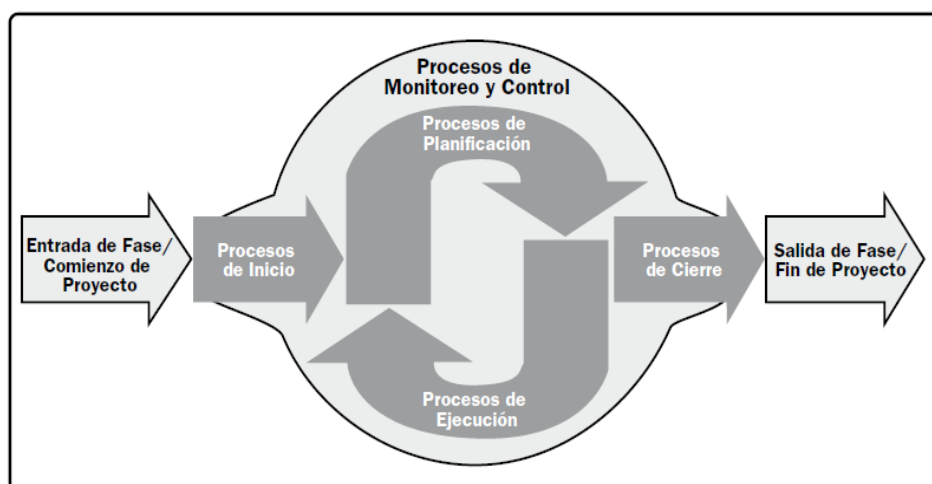 Procesos de
Monitoreo y Control
Procesos de
Planificación
Entrada de Fase/
Comienzo de
Proyecto
Procesos
de Inicio
Procesos
de Cierre
Salida de Fase/
Fin de Proyecto
Procesos de
Ejecución